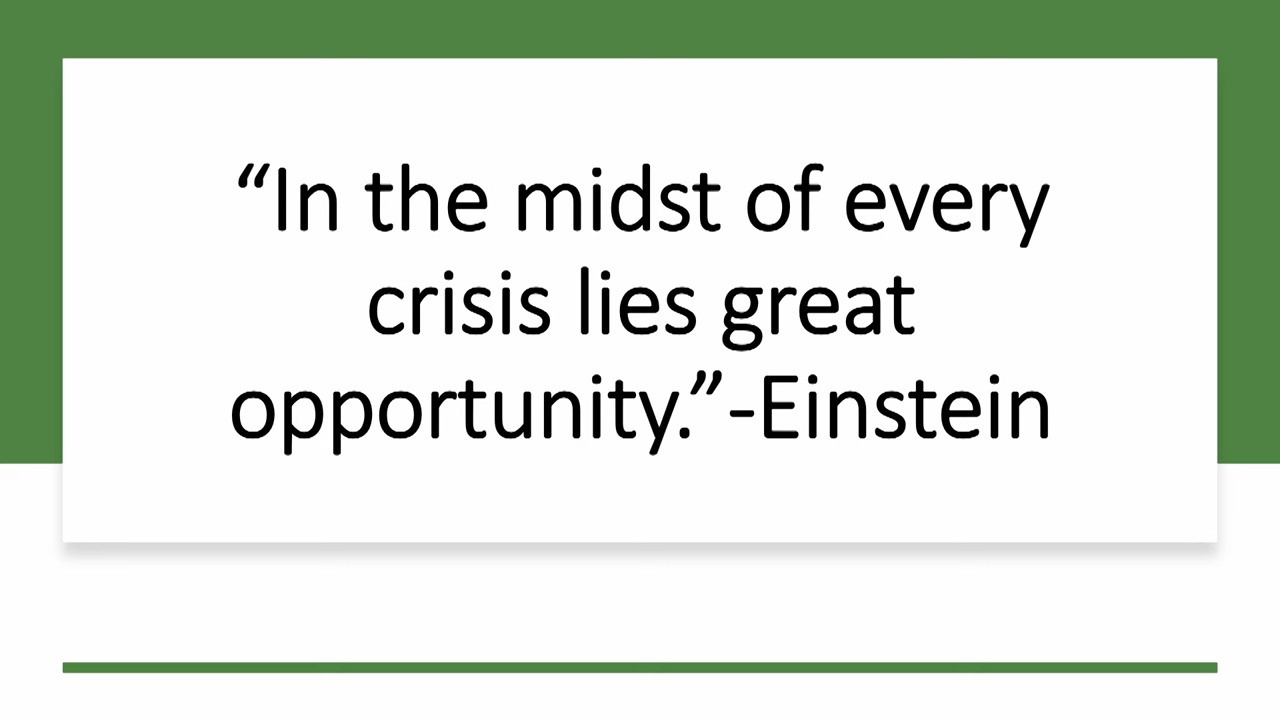 “In the midst of every
crisis lies great
opportunity.”-Einstein